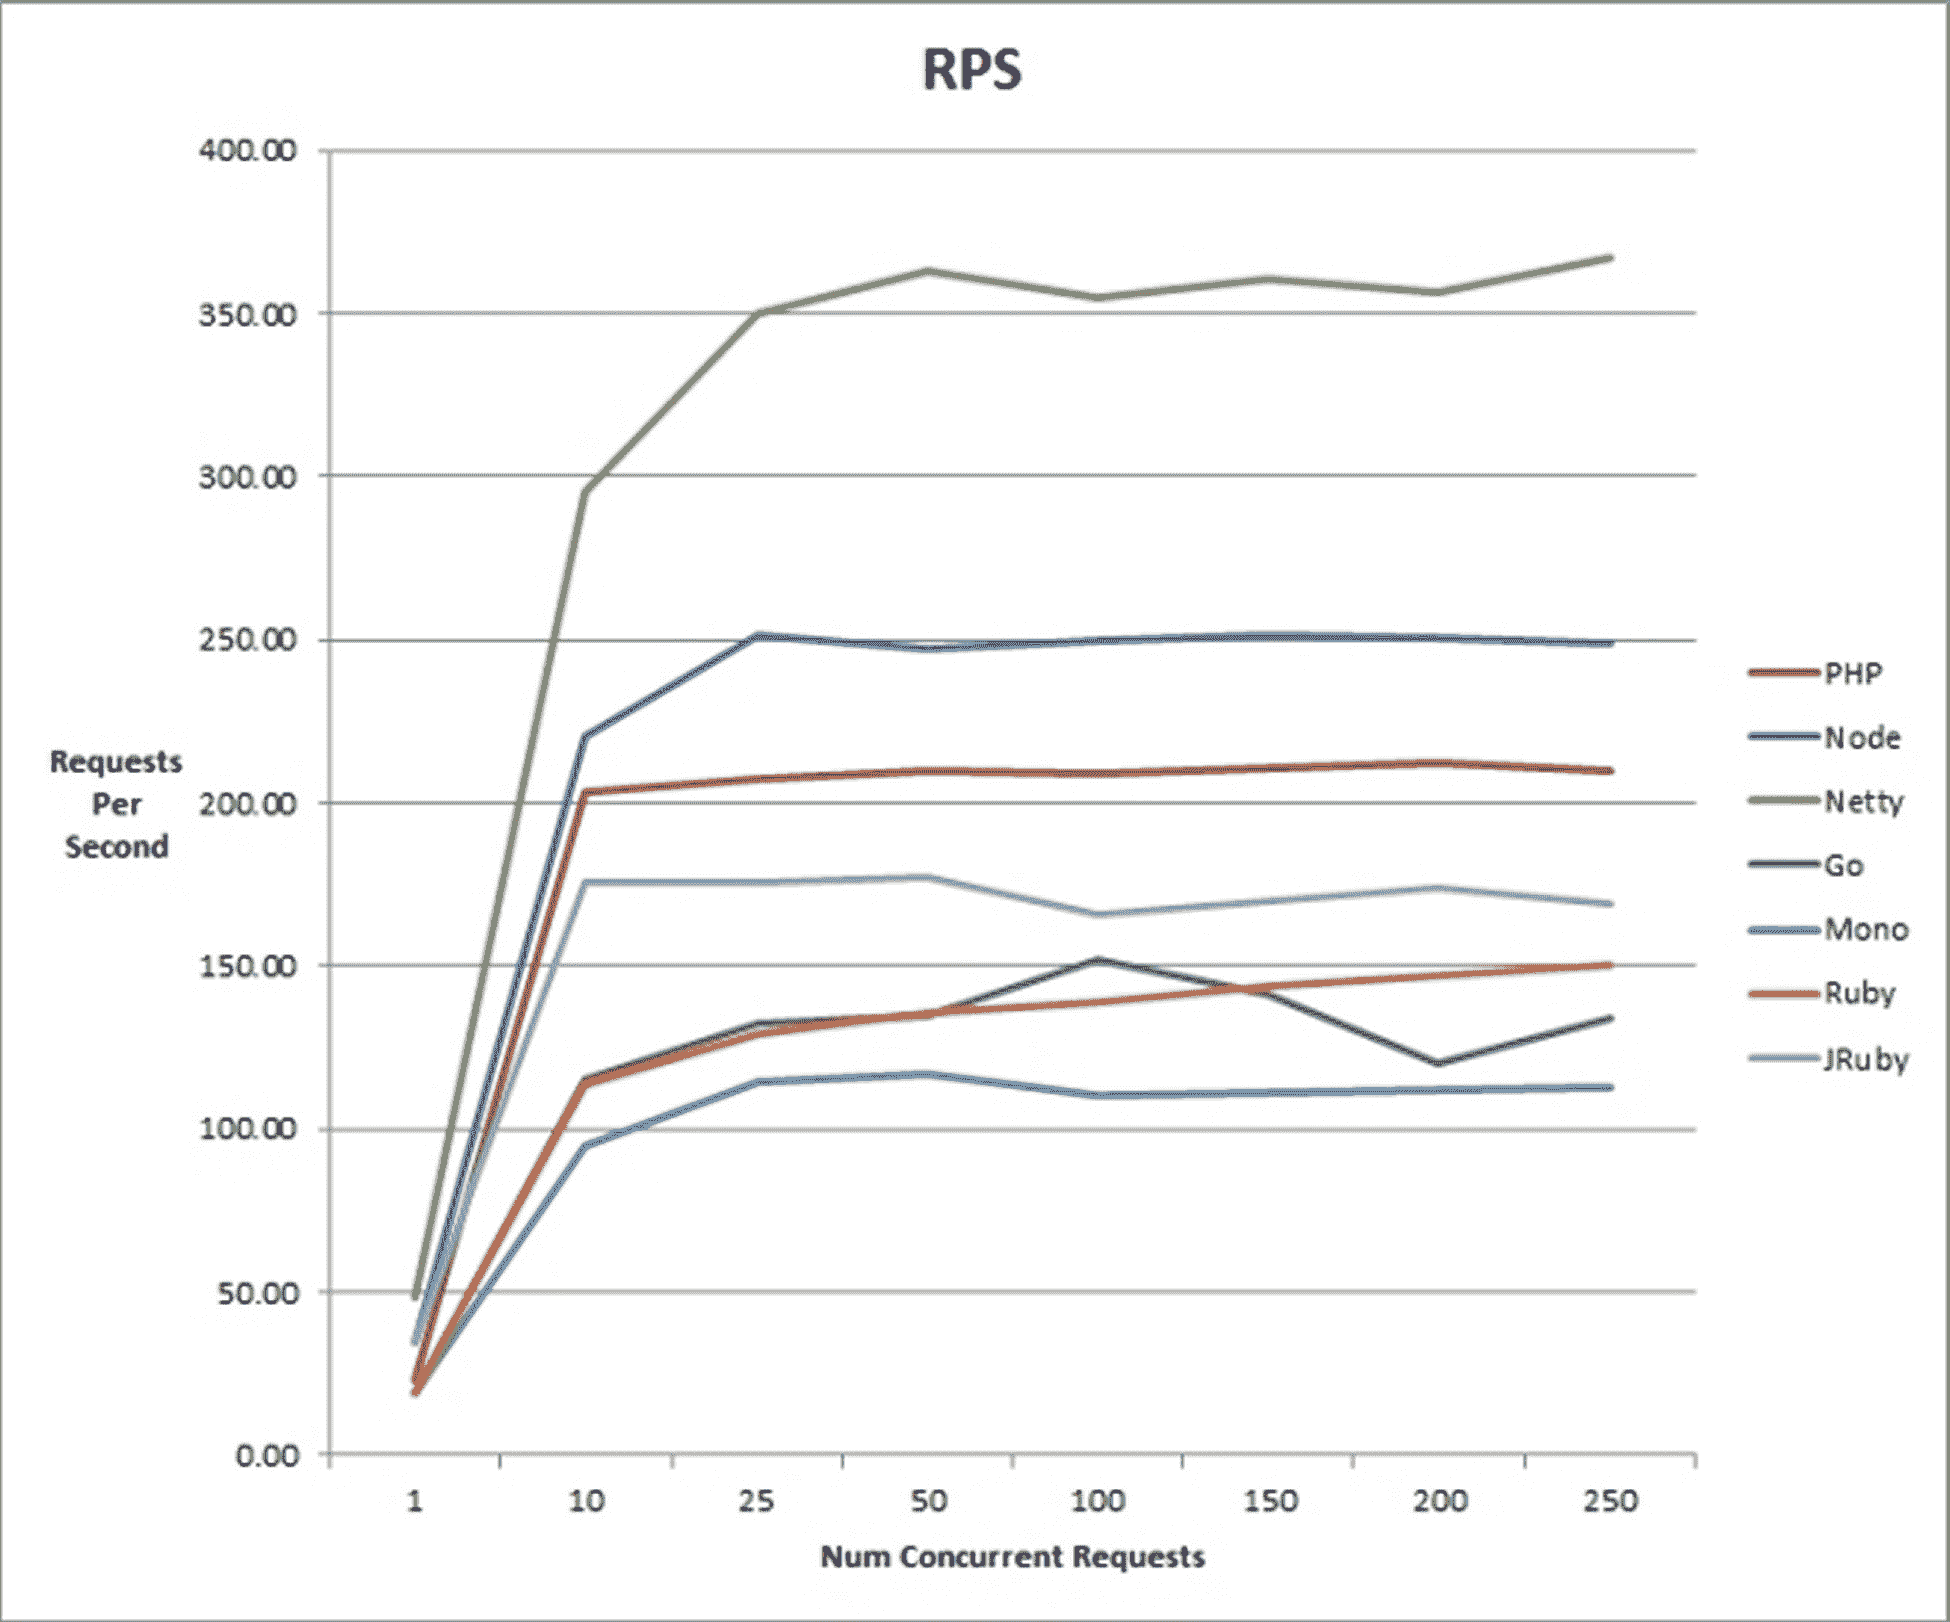 RPS
400.00
350.00
300.00
250.00
200.00
150.00
100.00
50.00
0.00
Requests
Per
Second
1 10 25 50 100 150 200 250
Num Concurrent Requests
PHP
Node
Netty
Go
Mono
Ruby
JRuby